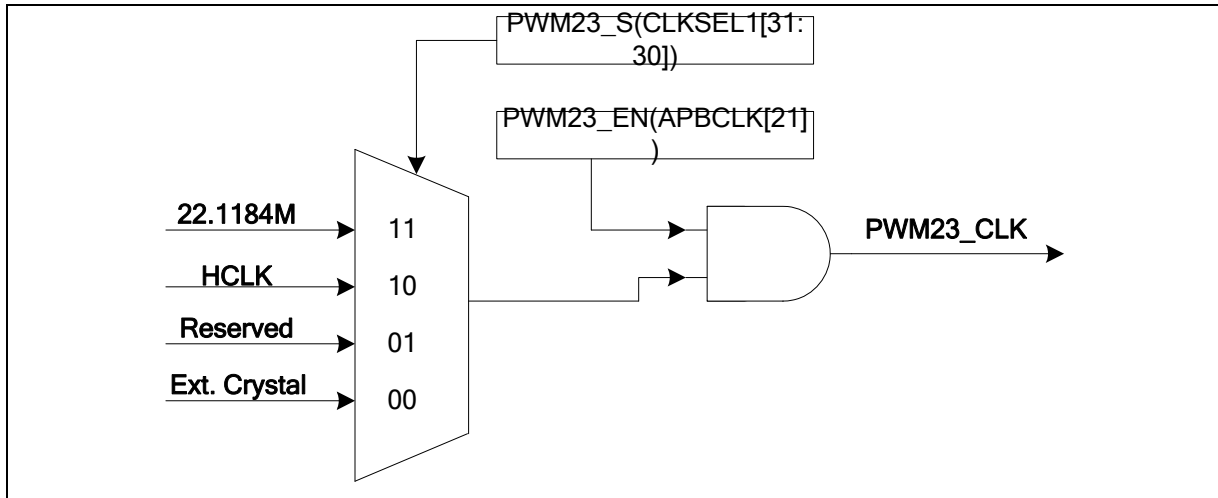 PWM23_S(CLKSEL1[31:
30])
PWM23_EN(APBCLK[21]
)
22.1184M
11
PWM23_CLK
HCLK
10
Reserved
01
Ext. Crystal
00